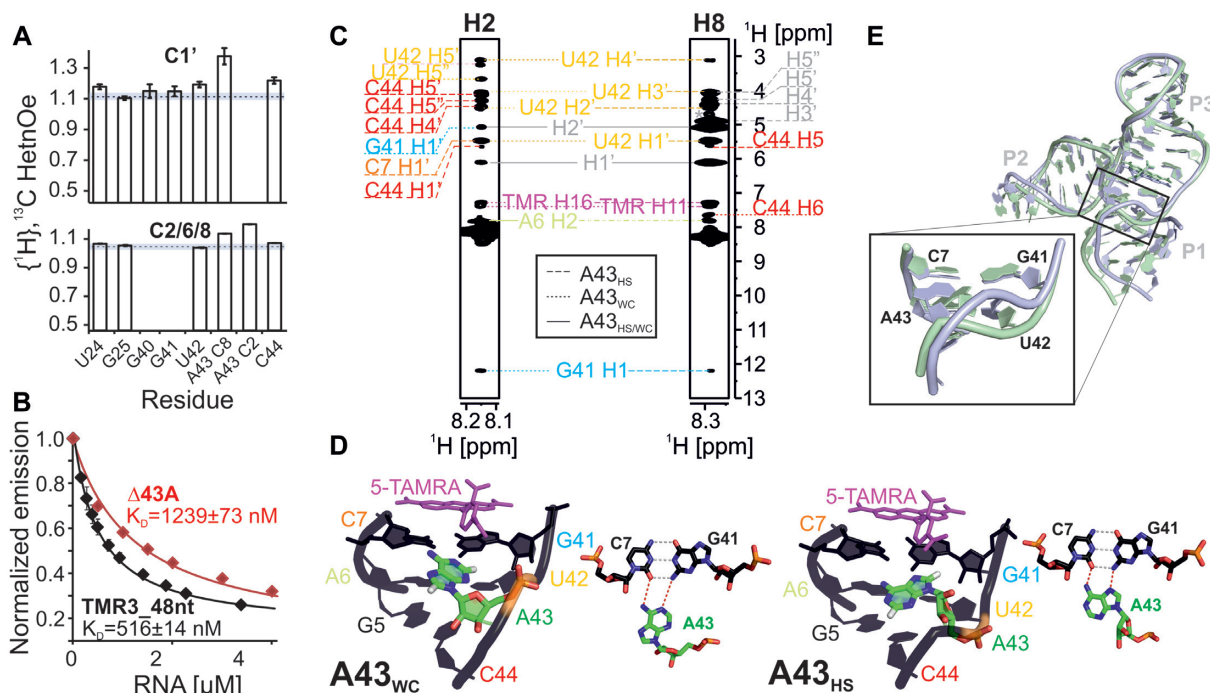 A
C1'
{¹H},¹³C HetnOe
1.3
1.1
0.9
0.7
0.5
C2/6/8
1.1
0.9
0.7
0.5
U24
G25
G40
G41
U42
A43 C8
A43 C2
C44
Residue
B
Normalized emission
1.0
0.8
0.6
0.4
0.2
Δ43A
K_D=1239±73 nM
TMR3_48nt
K_D=516±14 nM
0
2
4
RNA [µM]
C
H2
H8
¹H [ppm]
U42 H5'
U42 H5''
C44 H5'
C44 H5''
C44 H4'
G41 H1'
C7 H1'
C44 H1'
U42 H4'
U42 H3'
U42 H2'
H2'
U42 H1'
H1'
TMR H16
TMR H11
A6 H2
G41 H1
H5''
H5'
H4'
H3'
*
C44 H5
C44 H6
A43HS
A43WC
A43HS/WC
3
4
5
6
7
8
9
10
11
12
13
8.2 8.1
¹H [ppm]
8.3
¹H [ppm]
D
5-TAMRA
C7
A6
G5
G41
U42
A43
C44
A43WC
C7
G41
A43
5-TAMRA
C7
A6
G5
G41
U42
A43
C44
A43HS
C7
G41
A43
E
P2
P3
P1
C7
G41
A43
U42